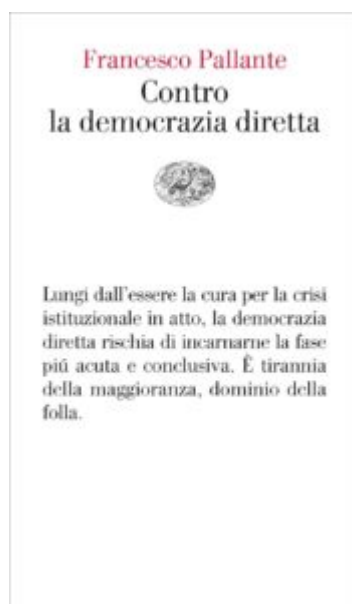 Francesco Pallante
Contro
la democrazia diretta
Lungi dall'essere la cura per la crisi
istituzionale in atto, la democrazia
diretta rischia di incarnarne la fase
piú acuta e conclusiva. È tirannia
della maggioranza, dominio della
folla.